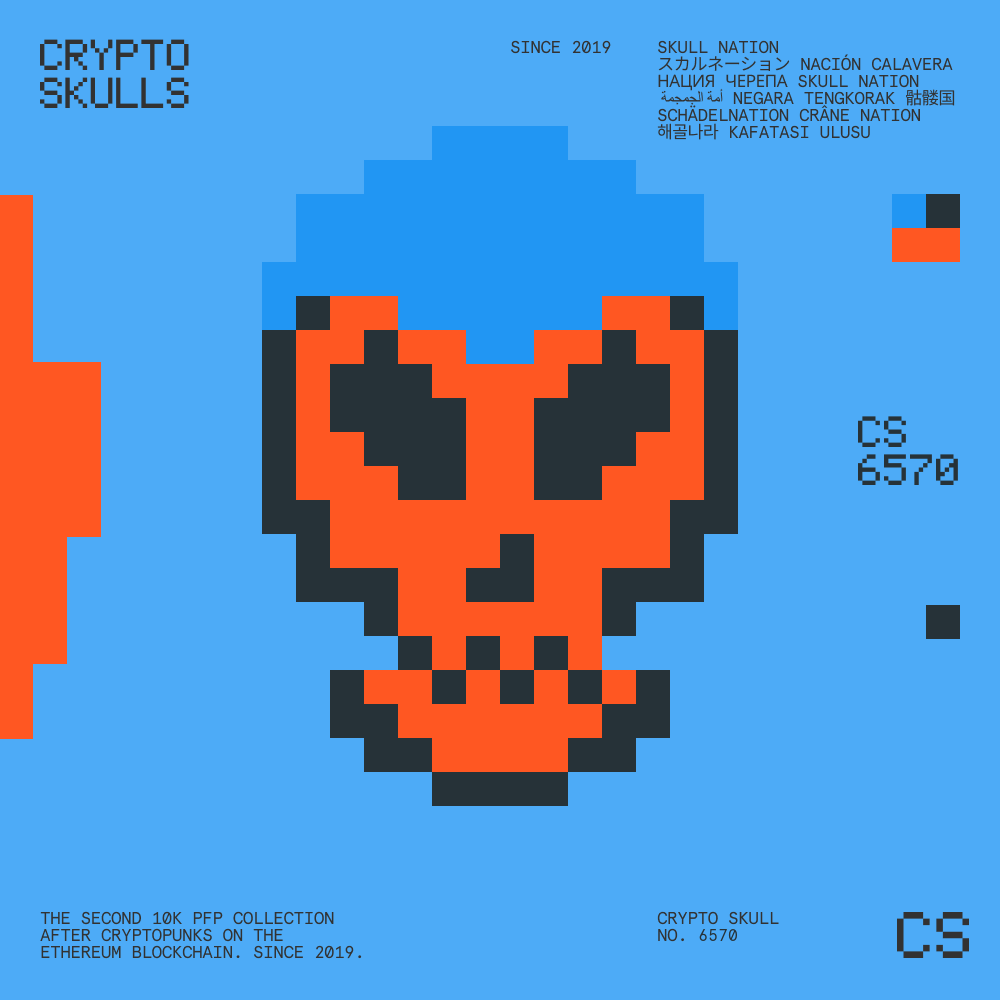 CRYPTO
SKULLS
SINCE 2019
SKULL NATION
スカルネーション NACIÓN CALAVERA
НАЦИЯ ЧЕРЕПА SKULL NATION
أمة الجمجمة NEGARA TENGKORAK 骷髅国
SCHÄDELNATION CRÂNE NATION
해골나라 KAFATASI ULUSU
CS
6570
THE SECOND 10K PFP COLLECTION
AFTER CRYPTOPUNKS ON THE
ETHEREUM BLOCKCHAIN. SINCE 2019.
CRYPTO SKULL
NO. 6570
CS